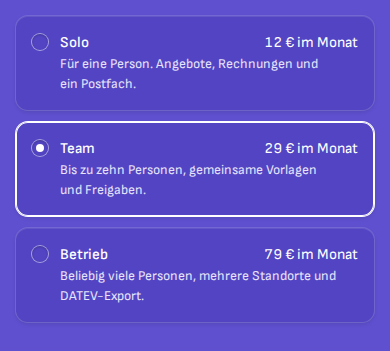 Solo 12 € im Monat
Für eine Person. Angebote, Rechnungen und
ein Postfach.
Team 29 € im Monat
Bis zu zehn Personen, gemeinsame Vorlagen
und Freigaben.
Betrieb 79 € im Monat
Beliebig viele Personen, mehrere Standorte und
DATEV-Export.